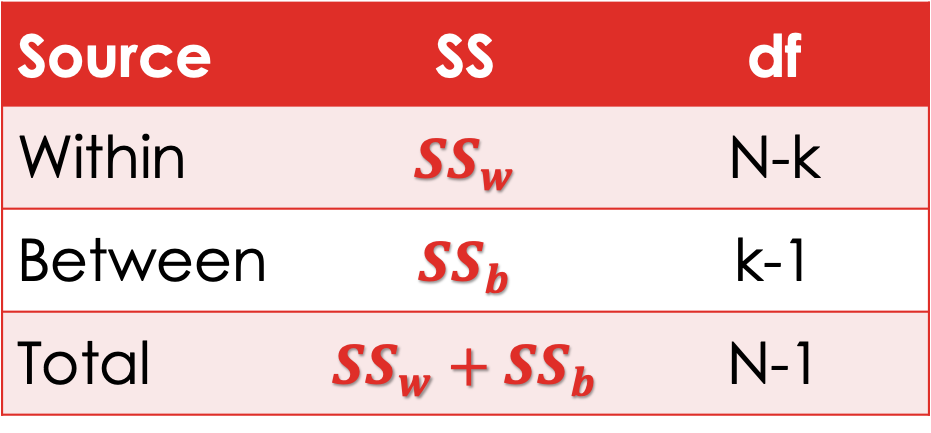 Source SS df
Within SSw N-k
Between SSb k-1
Total SSw + SSb N-1